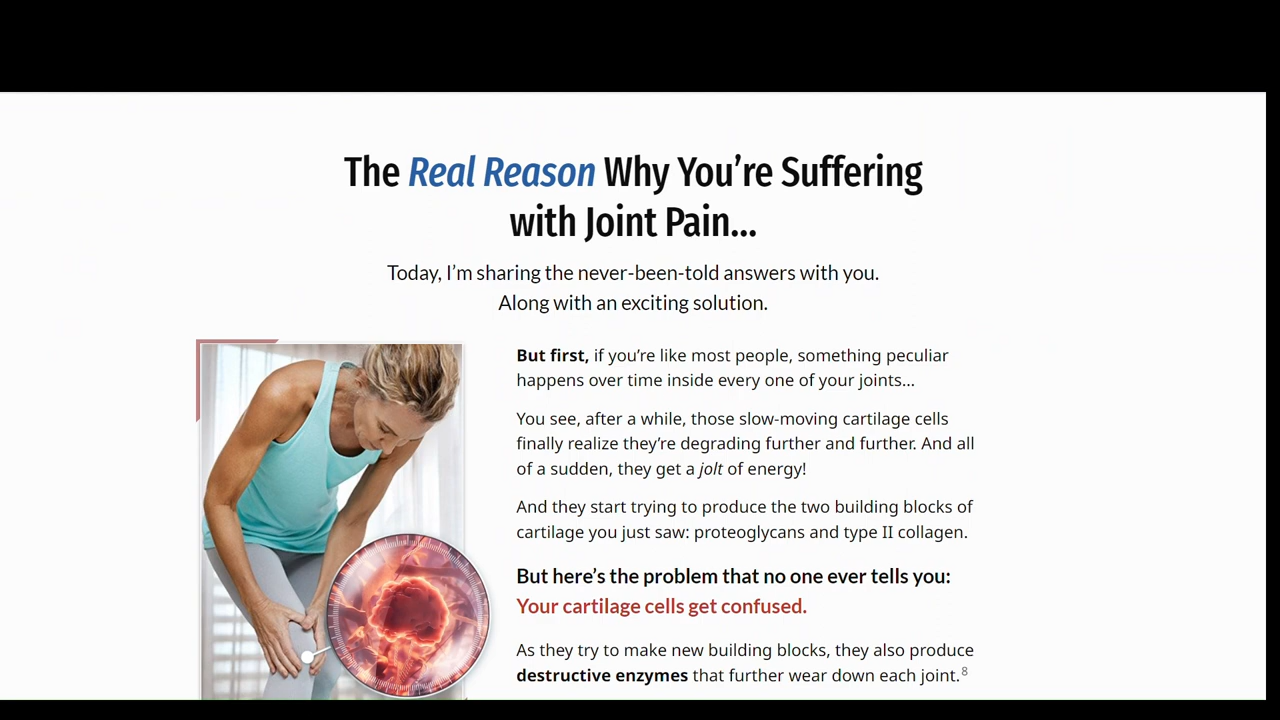 The Real Reason Why You’re Suffering
with Joint Pain...
Today, I’m sharing the never-been-told answers with you.
Along with an exciting solution.
But first, if you’re like most people, something peculiar
happens over time inside every one of your joints...
You see, after a while, those slow-moving cartilage cells
finally realize they’re degrading further and further. And all
of a sudden, they get a jolt of energy!
And they start trying to produce the two building blocks of
cartilage you just saw: proteoglycans and type II collagen.
But here’s the problem that no one ever tells you:
Your cartilage cells get confused.
As they try to make new building blocks, they also produce
destructive enzymes that further wear down each joint.8